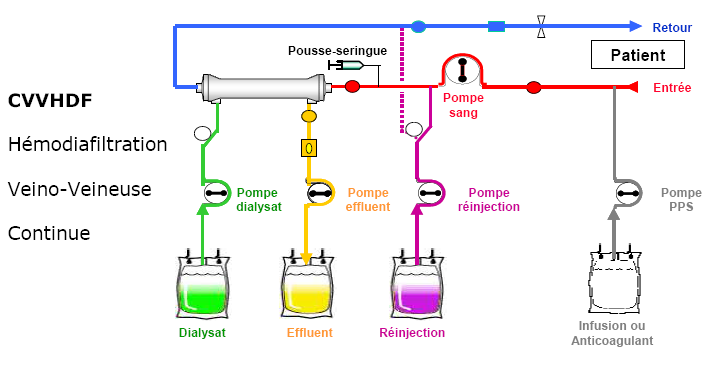 CVVHDF
Hémodiafiltration
Veino-Veineuse
Continue
Retour
Pousse-seringue
Patient
Entrée
Pompe
sang
Pompe
dialysat
Pompe
effluent
Pompe
réinjection
Pompe
PPS
Dialysat
Effluent
Réinjection
Infusion ou
Anticoagulant